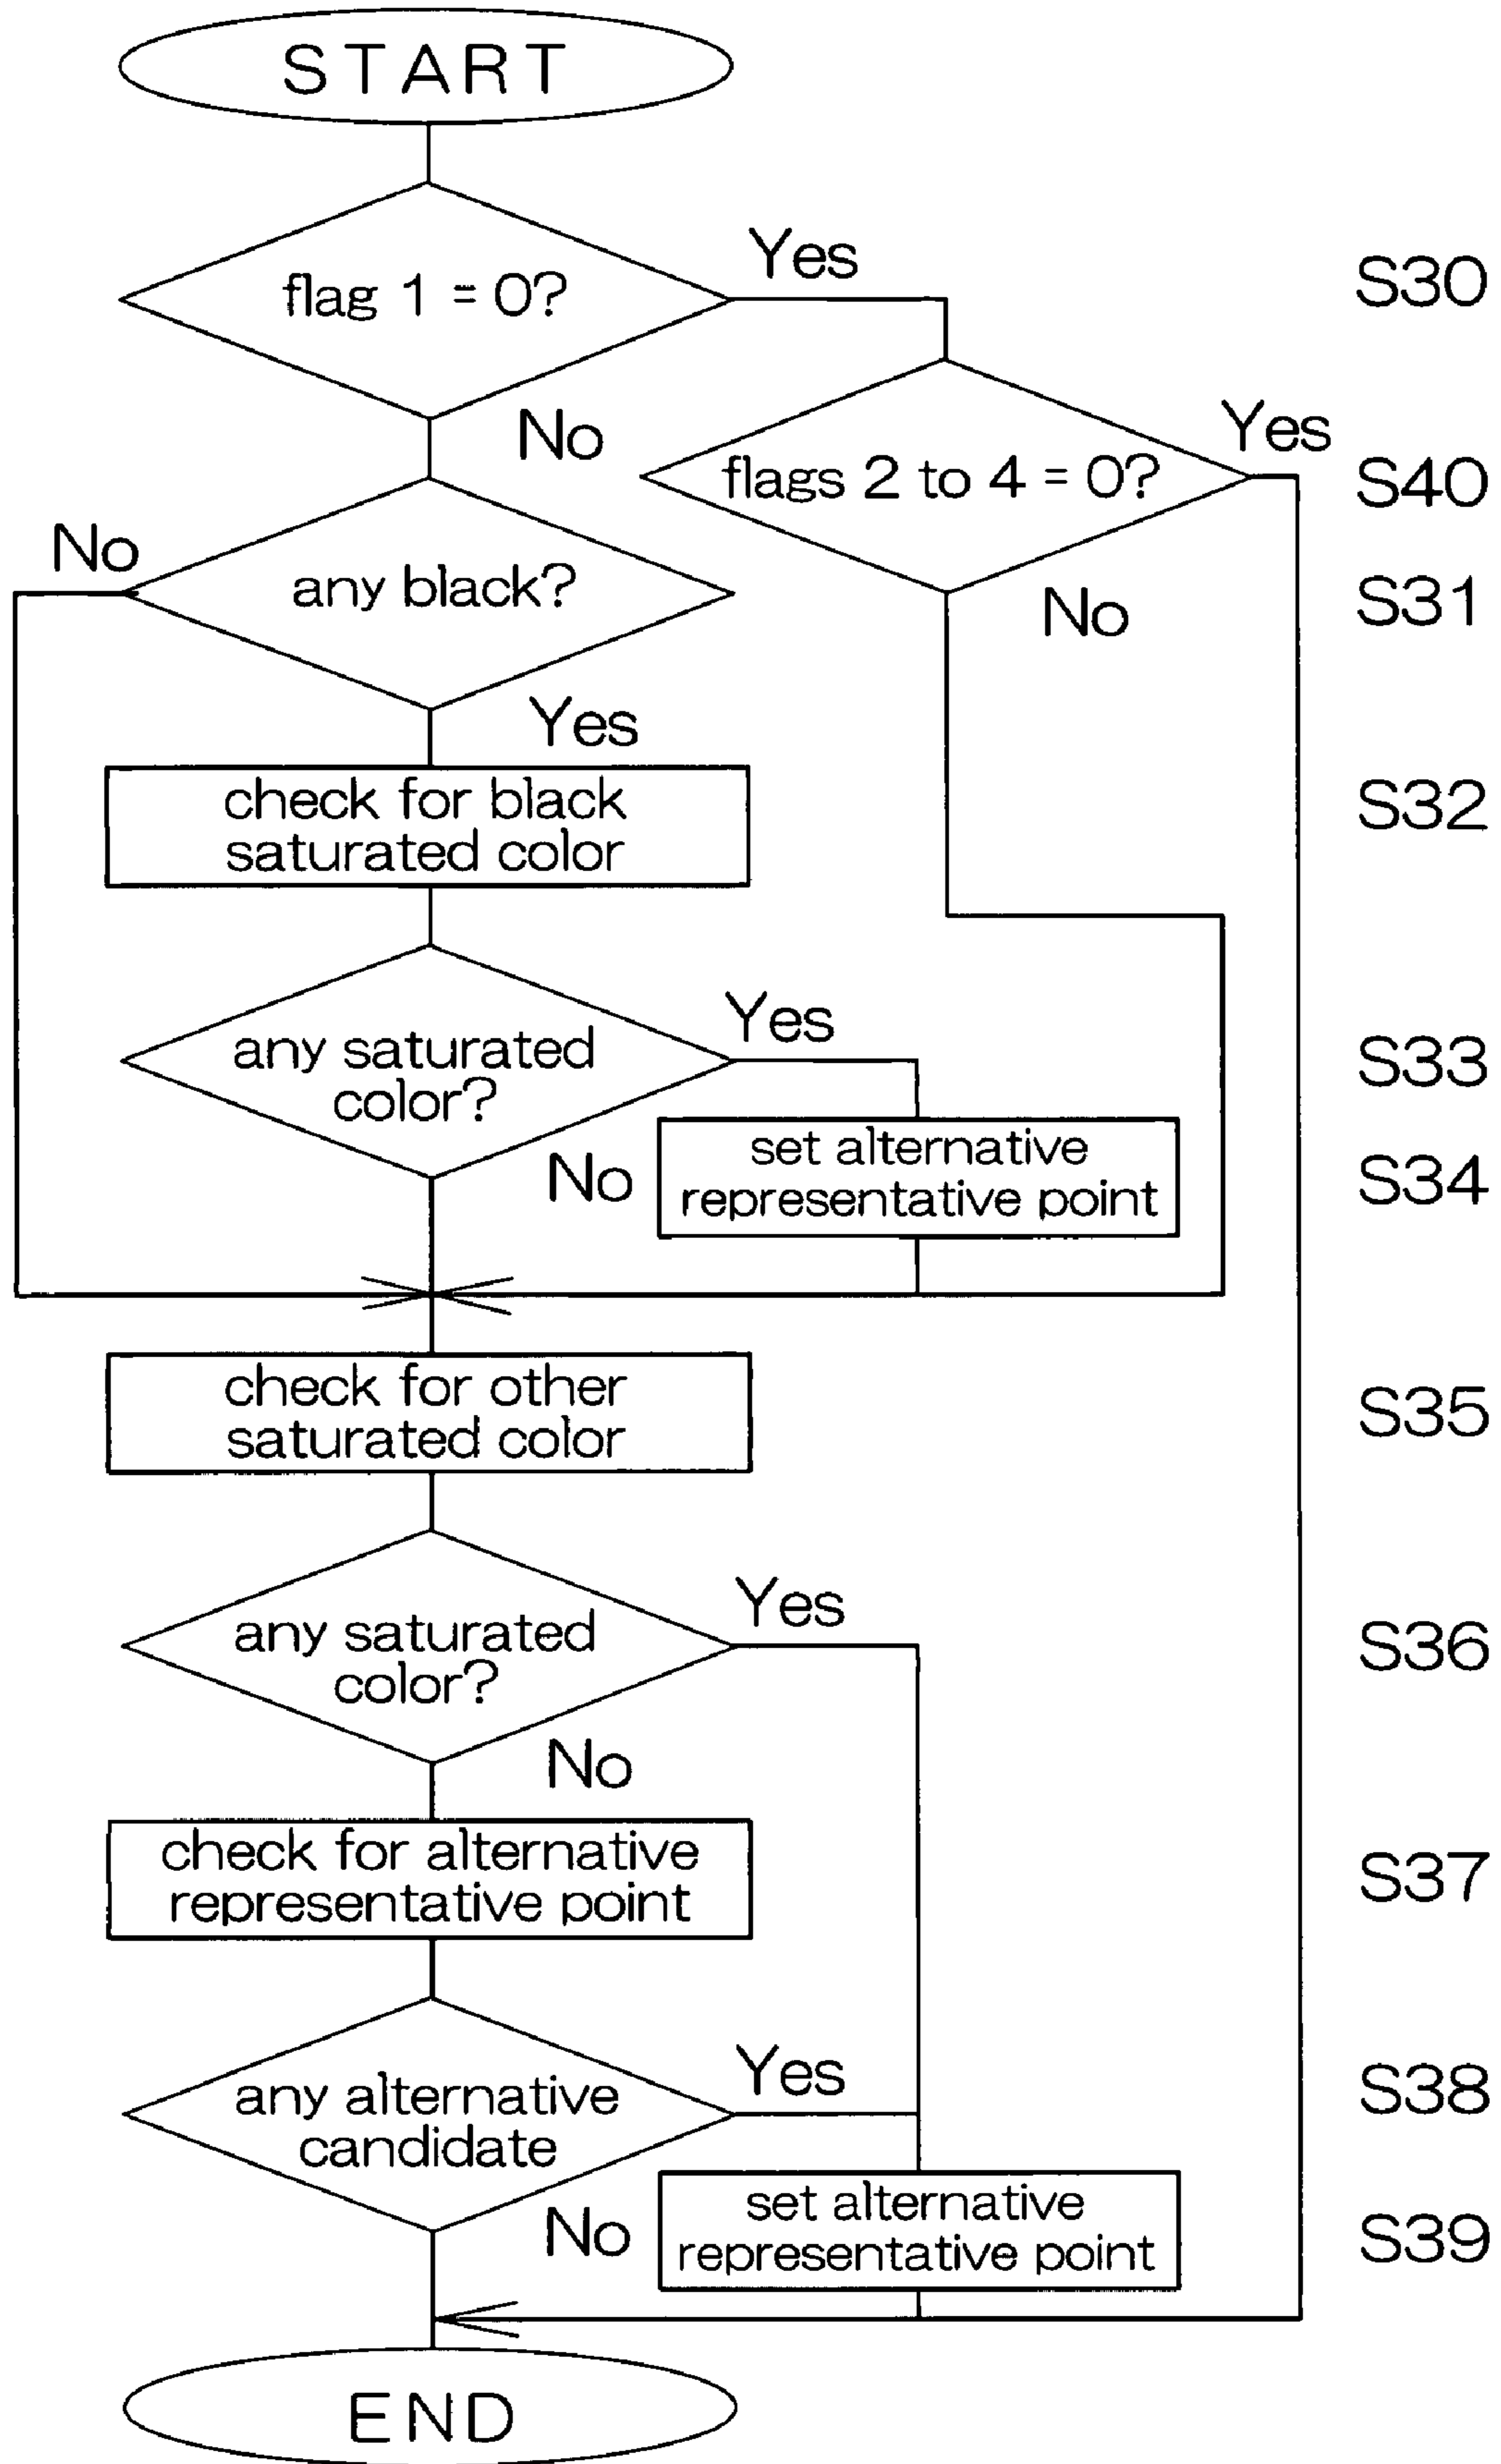 START
flag 1 = 0?
Yes
S30
No
flags 2 to 4 = 0?
Yes
S40
No
any black?
No
S31
Yes
check for black
saturated color
S32
any saturated
color?
Yes
S33
No
set alternative
representative point
S34
check for other
saturated color
S35
any saturated
color?
Yes
S36
No
check for alternative
representative point
S37
any alternative
candidate
Yes
S38
No
set alternative
representative point
S39
END